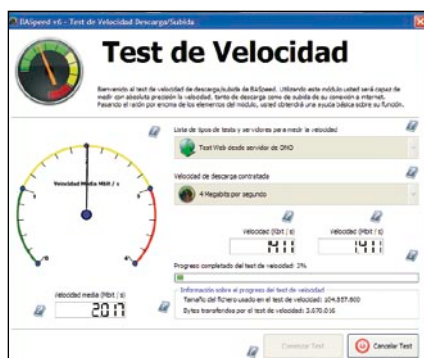 BASpeed v6 - Test de Velocidad Descarga/Subida
Test de Velocidad
Bienvenido al test de velocidad de descarga/subida de BASpeed. Utilizando este módulo usted será capaz de
medir con absoluta precisión la velocidad, tanto de descarga como de subida de su conexión a internet.
Pasando el ratón por encima de los elementos del módulo, usted obtendrá una ayuda básica sobre su función.
Lista de tipos de tests y servidores para medir la velocidad
Test Web desde servidor de ONO
Velocidad de descarga contratada
4 Megabits por segundo
Velocidad Media Mbit / s
Velocidad (Kbit / s)
Velocidad (Mbit / s)
1411
1.411
Progreso completado del test de velocidad: 3%
Información sobre el progreso del test de velocidad
Tamaño del fichero usado en el test de velocidad: 104.857.600
Bytes transferidos por el test de velocidad: 3.670.016
Velocidad media (Mbit / s)
2.017
Comenzar Test
Cancelar Test